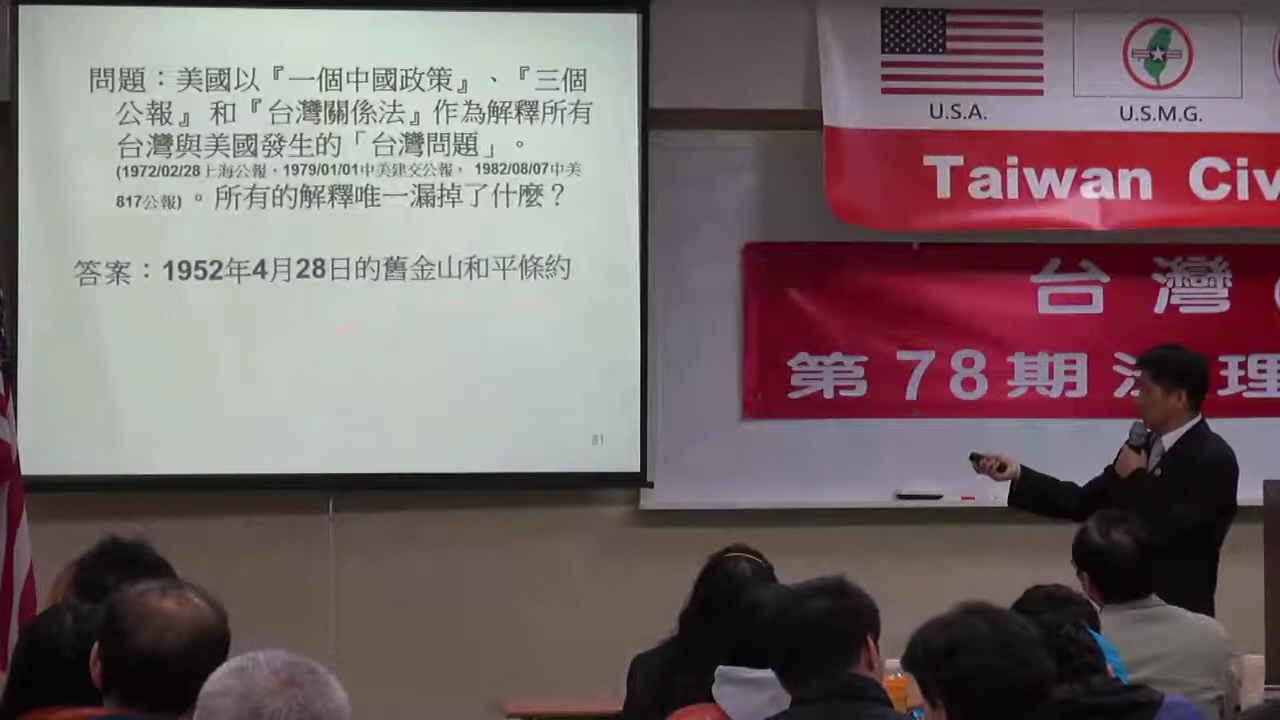 問題：美國以『一個中國政策』、『三個
公報』 和『台灣關係法』作為解釋所有
台灣與美國發生的「台灣問題」。
(1972/02/28上海公報，1979/01/01中美建交公報， 1982/08/07中美
817公報) 。所有的解釋唯一漏掉了什麼？
答案：1952年4月28日的舊金山和平條約
81
U.S.A.
U.S.M.G.
Taiwan Civ
台灣
第78期法理